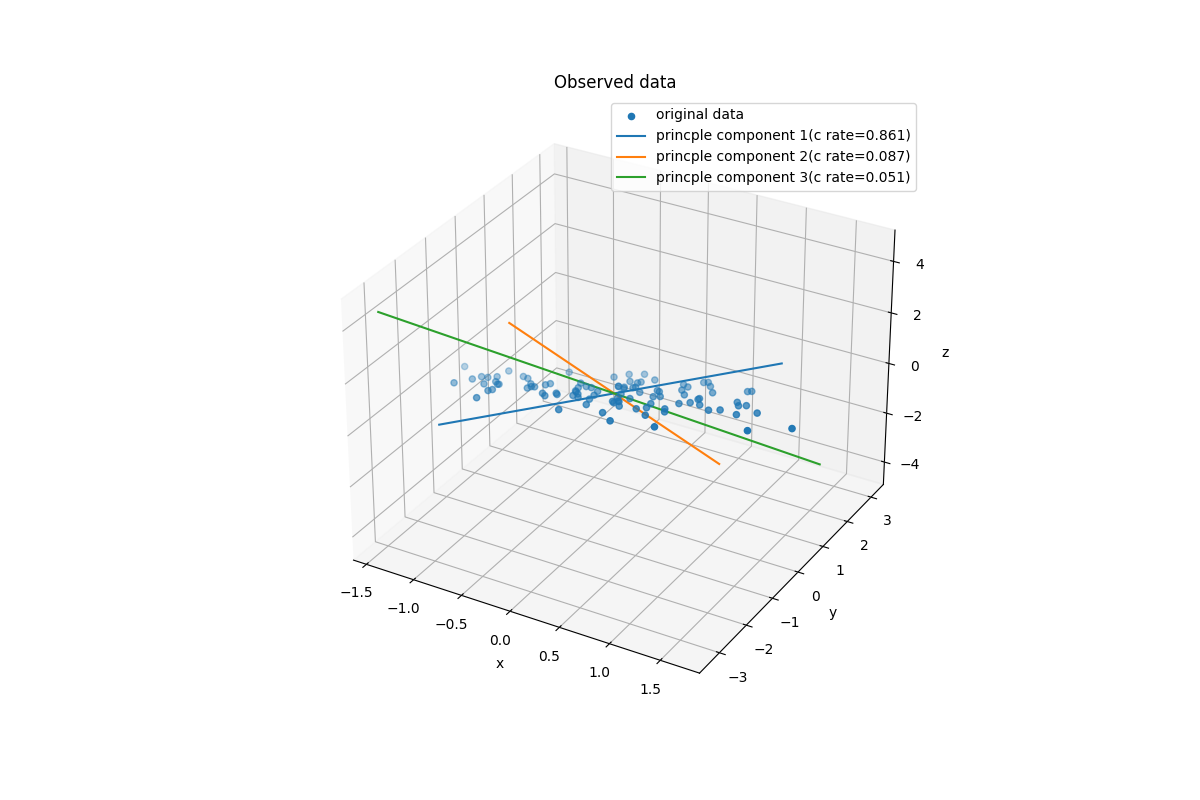 Observed data
original data
princple component 1(c rate=0.861)
princple component 2(c rate=0.087)
princple component 3(c rate=0.051)
4
2
0
−2
−4
z
3
2
1
0
−1
−2
−3
y
−1.5
−1.0
−0.5
0.0
0.5
1.0
1.5
x